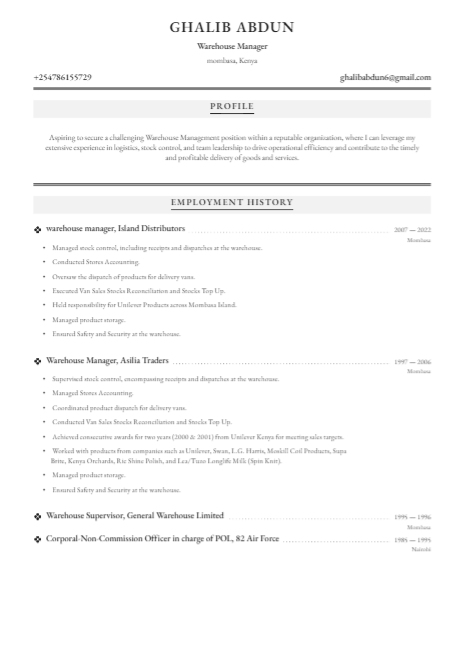 GHALIB ABDUN
Warehouse Manager
mombasa, Kenya
+254786155729
ghalibabdun6@gmail.com
PROFILE
Aspiring to secure a challenging Warehouse Management position within a reputable organization, where I can leverage my
extensive experience in logistics, stock control, and team leadership to drive operational efficiency and contribute to the timely
and profitable delivery of goods and services.
EMPLOYMENT HISTORY
warehouse manager, Island Distributors
2007 — 2022
Mombasa
• Managed stock control, including receipts and dispatches at the warehouse.
• Conducted Stores Accounting.
• Oversaw the dispatch of products for delivery vans.
• Executed Van Sales Stocks Reconciliation and Stocks Top Up.
• Held responsibility for Unilever Products across Mombasa Island.
• Managed product storage.
• Ensured Safety and Security at the warehouse.
Warehouse Manager, Asilia Traders
1997 — 2006
Mombasa
• Supervised stock control, encompassing receipts and dispatches at the warehouse.
• Managed Stores Accounting.
• Coordinated product dispatch for delivery vans.
• Conducted Van Sales Stocks Reconciliation and Stocks Top Up.
• Achieved consecutive awards for two years (2000 & 2001) from Unilever Kenya for meeting sales targets.
• Worked with products from companies such as Unilever, Swan, L.G. Harris, Moskill Coil Products, Supa
Brite, Kenya Orchards, Ric Shine Polish, and Lea/Tuzo Longlife Milk (Spin Knit).
• Managed product storage.
• Ensured Safety and Security at the warehouse.
Warehouse Supervisor, General Warehouse Limited
1995 — 1996
Mombasa
Corporal-Non-Commission Officer in charge of POL, 82 Air Force
Nairobi